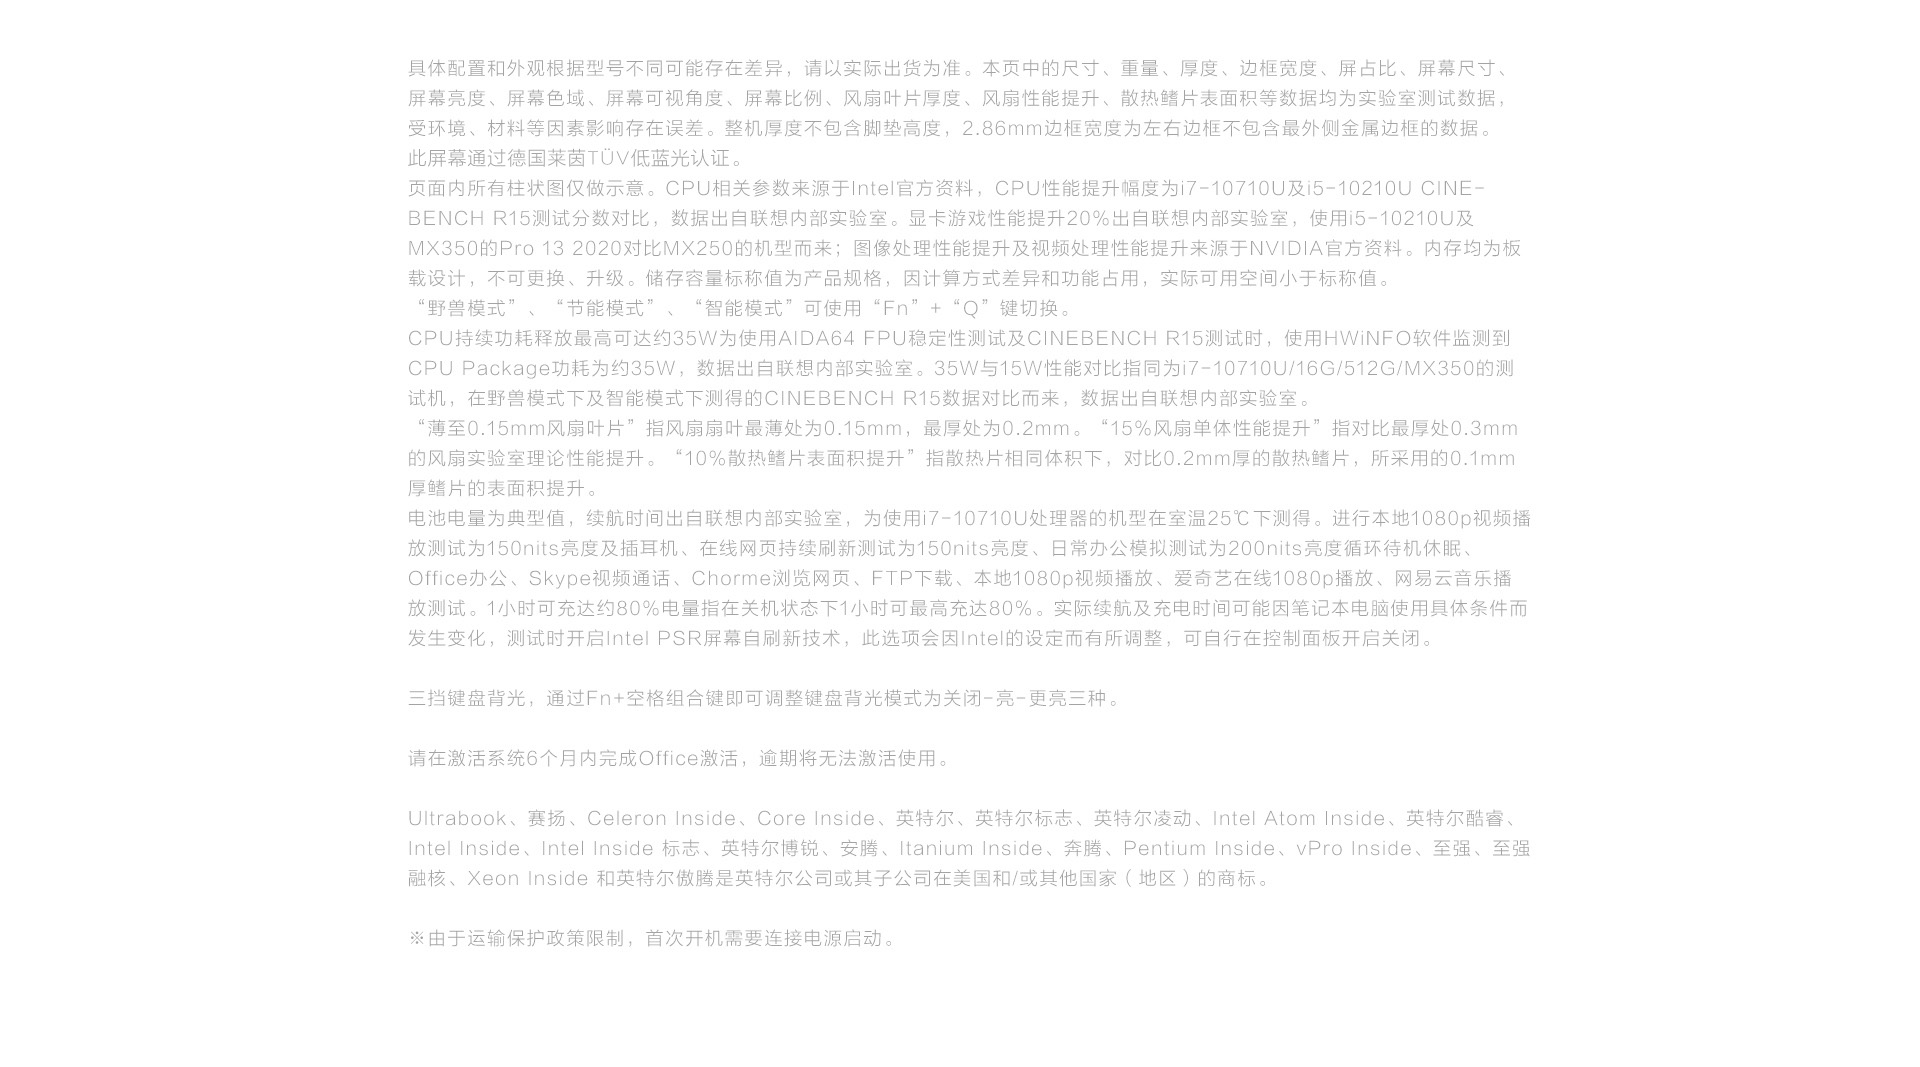 具体配置和外观根据型号不同可能存在差异，请以实际出货为准。本页中的尺寸、重量、厚度、边框宽度、屏占比、屏幕尺寸、
屏幕亮度、屏幕色域、屏幕可视角度、屏幕比例、风扇叶片厚度、风扇性能提升、散热鳍片表面积等数据均为实验室测试数据，
受环境、材料等因素影响存在误差。整机厚度不包含脚垫高度，2.86mm边框宽度为左右边框不包含最外侧金属边框的数据。
此屏幕通过德国莱茵TÜV低蓝光认证。
页面内所有柱状图仅做示意。CPU相关参数来源于Intel官方资料，CPU性能提升幅度为i7-10710U及i5-10210U CINE-
BENCH R15测试分数对比，数据出自联想内部实验室。显卡游戏性能提升20%出自联想内部实验室，使用i5-10210U及
MX350的Pro 13 2020对比MX250的机型而来；图像处理性能提升及视频处理性能提升来源于NVIDIA官方资料。内存均为板
载设计，不可更换、升级。储存容量标称值为产品规格，因计算方式差异和功能占用，实际可用空间小于标称值。
“野兽模式”、“节能模式”、“智能模式”可使用“Fn”+“Q”键切换。
CPU持续功耗释放最高可达约35W为使用AIDA64 FPU稳定性测试及CINEBENCH R15测试时，使用HWiNFO软件监测到
CPU Package功耗为约35W，数据出自联想内部实验室。35W与15W性能对比指同为i7-10710U/16G/512G/MX350的测
试机，在野兽模式下及智能模式下测得的CINEBENCH R15数据对比而来，数据出自联想内部实验室。
“薄至0.15mm风扇叶片”指风扇扇叶最薄处为0.15mm，最厚处为0.2mm。“15%风扇单体性能提升”指对比最厚处0.3mm
的风扇实验室理论性能提升。“10%散热鳍片表面积提升”指散热片相同体积下，对比0.2mm厚的散热鳍片，所采用的0.1mm
厚鳍片的表面积提升。
电池电量为典型值，续航时间出自联想内部实验室，为使用i7-10710U处理器的机型在室温25℃下测得。进行本地1080p视频播
放测试为150nits亮度及插耳机、在线网页持续刷新测试为150nits亮度、日常办公模拟测试为200nits亮度循环待机休眠、
Office办公、Skype视频通话、Chorme浏览网页、FTP下载、本地1080p视频播放、爱奇艺在线1080p播放、网易云音乐播
放测试。1小时可充达约80%电量指在关机状态下1小时可最高充达80%。实际续航及充电时间可能因笔记本电脑使用具体条件而
发生变化，测试时开启Intel PSR屏幕自刷新技术，此选项会因Intel的设定而有所调整，可自行在控制面板开启关闭。
三挡键盘背光，通过Fn+空格组合键即可调整键盘背光模式为关闭-亮-更亮三种。
请在激活系统6个月内完成Office激活，逾期将无法激活使用。
Ultrabook、赛扬、Celeron Inside、Core Inside、英特尔、英特尔标志、英特尔凌动、Intel Atom Inside、英特尔酷睿、
Intel Inside、Intel Inside 标志、英特尔博锐、安腾、Itanium Inside、奔腾、Pentium Inside、vPro Inside、至强、至强
融核、Xeon Inside 和英特尔傲腾是英特尔公司或其子公司在美国和/或其他国家（地区）的商标。
※由于运输保护政策限制，首次开机需要连接电源启动。